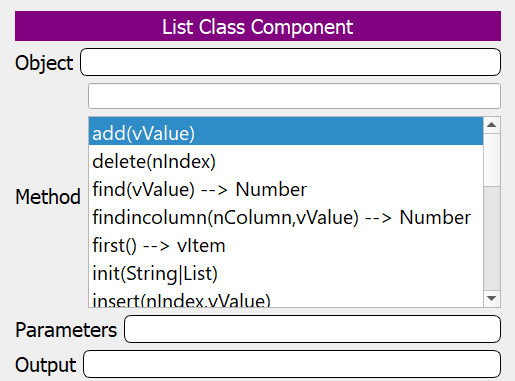 List Class Component
Object
add(vValue)
delete(nIndex)
find(vValue) --> Number
Method
findincolumn(nColumn,vValue) --> Number
first() --> vItem
init(String|List)
insert(nIndex,vValue)
Parameters
Output